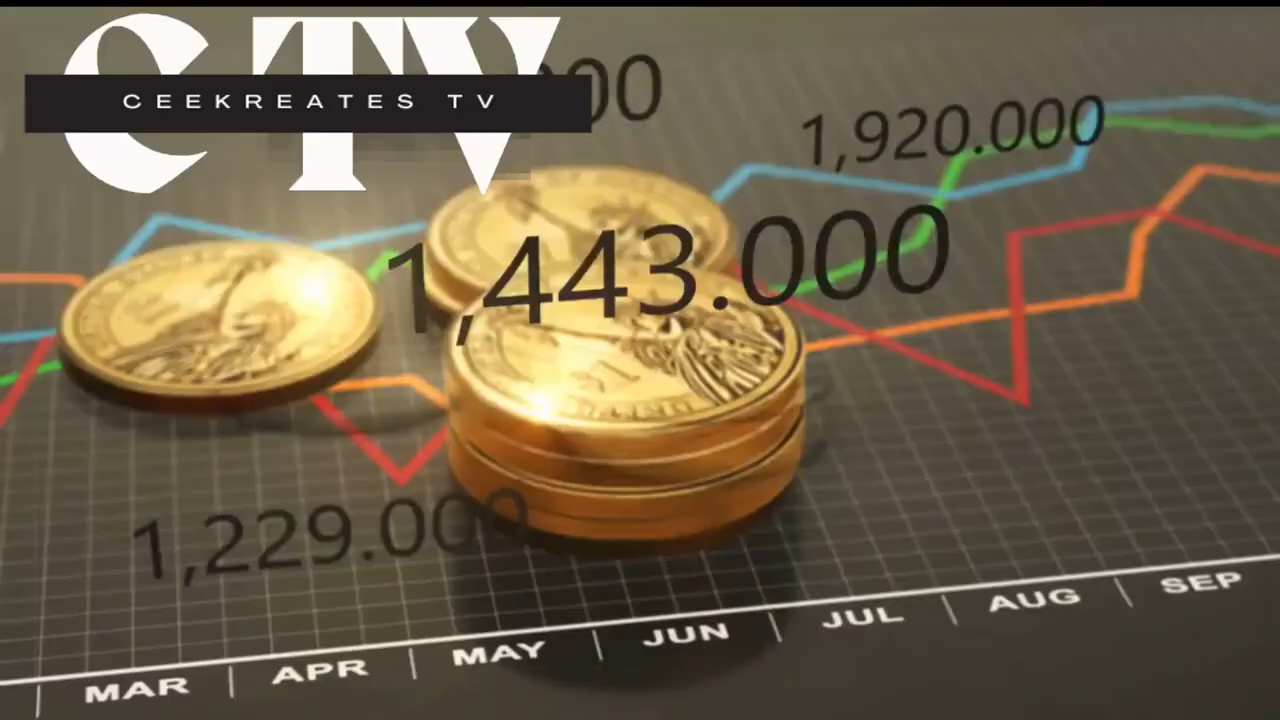 CTV
CEEKREATES TV
1,920.000
1,443.000
1,229.000
MAR
APR
MAY
JUN
JUL
AUG
SEP